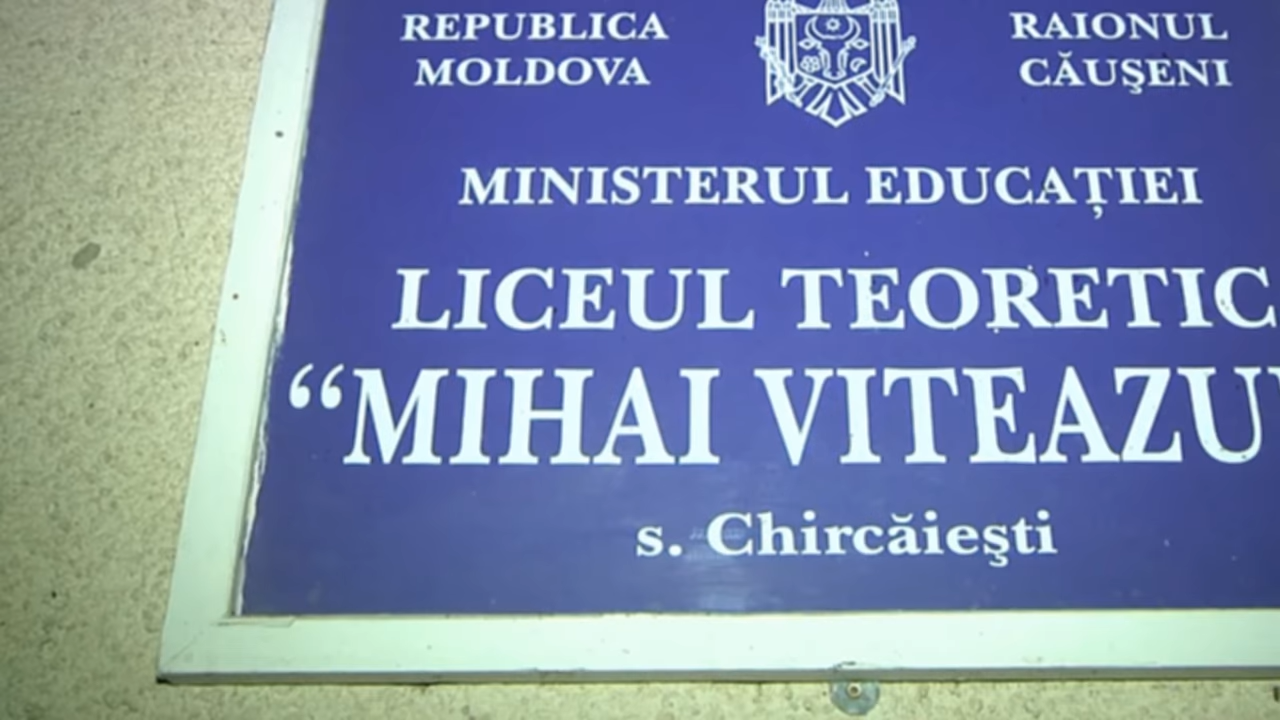 REPUBLICA MOLDOVA
RAIONUL CĂUŞENI
MINISTERUL EDUCAȚIEI
LICEUL TEORETIC
“MIHAI VITEAZU
s. Chircăieşti